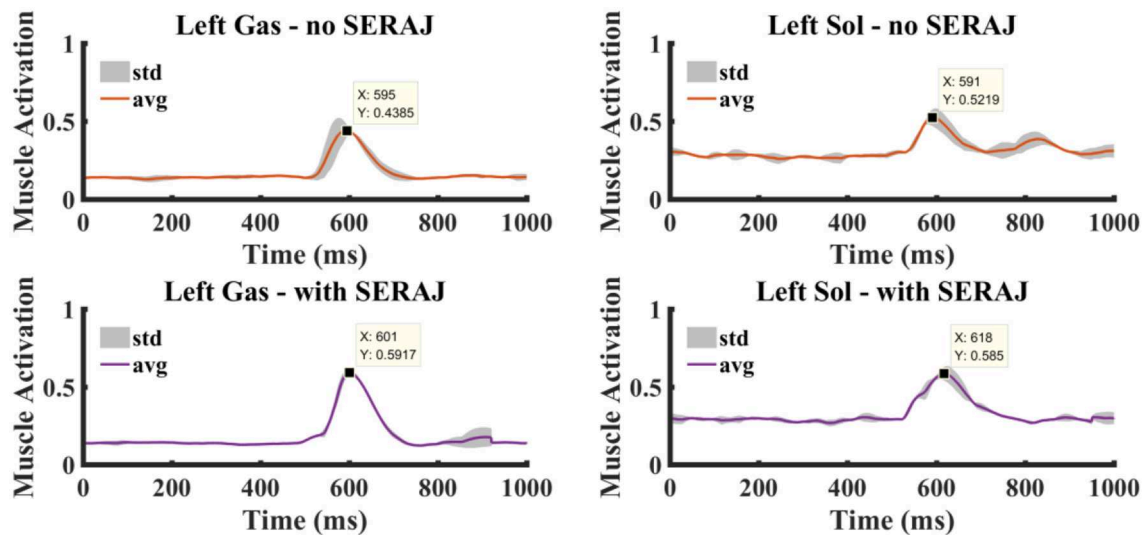 Left Gas - no SERAJ
Muscle Activation
1
0.5
0
std
avg
X: 595
Y: 0.4385
0 200 400 600 800 1000
Time (ms)
Left Sol - no SERAJ
Muscle Activation
1
0.5
0
std
avg
X: 591
Y: 0.5219
0 200 400 600 800 1000
Time (ms)
Left Gas - with SERAJ
Muscle Activation
1
0.5
0
std
avg
X: 601
Y: 0.5917
0 200 400 600 800 1000
Time (ms)
Left Sol - with SERAJ
Muscle Activation
1
0.5
0
std
avg
X: 618
Y: 0.585
0 200 400 600 800 1000
Time (ms)